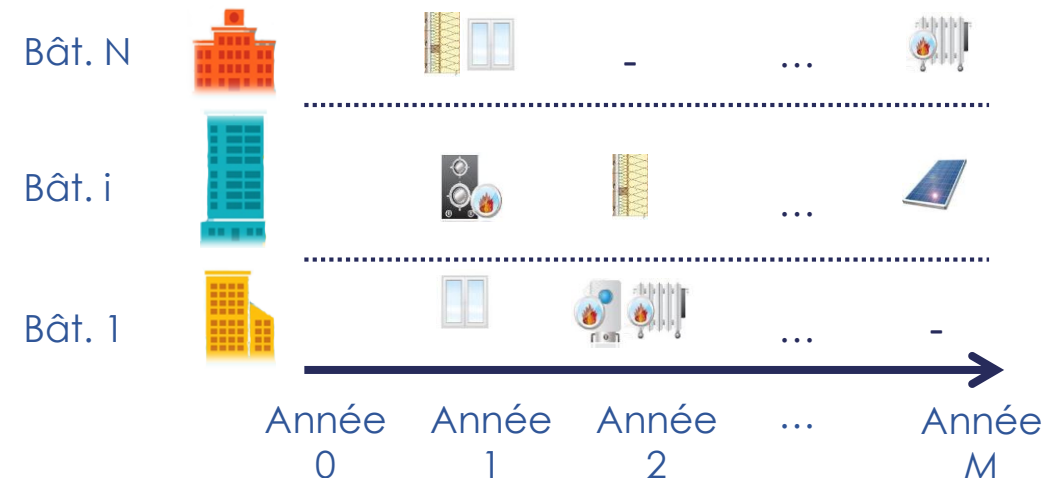 Bât. N
- ...
Bât. i
...
Bât. 1
... -
Année Année Année ... Année
0 1 2 M